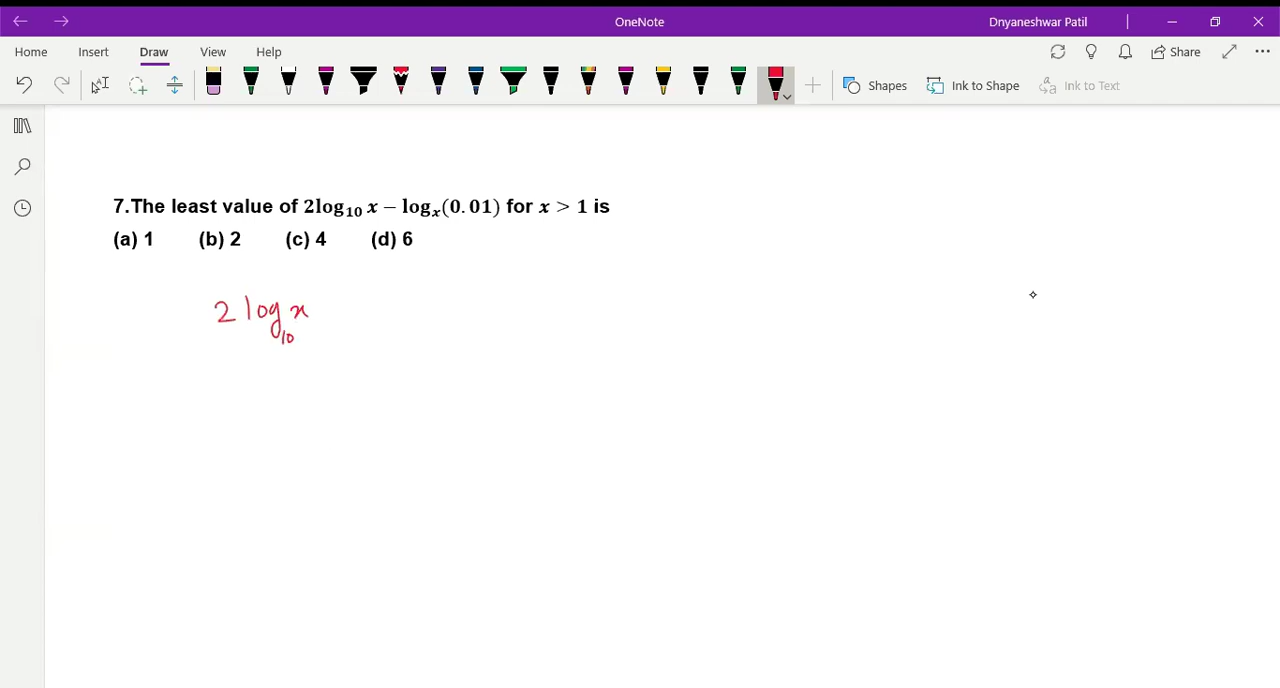 OneNote
Dnyaneshwar Patil
Home Insert Draw View Help
Share
Shapes Ink to Shape Ink to Text
7.The least value of 2log₁₀ x − logₓ(0.01) for x > 1 is
(a) 1 (b) 2 (c) 4 (d) 6
2 log₁₀ x